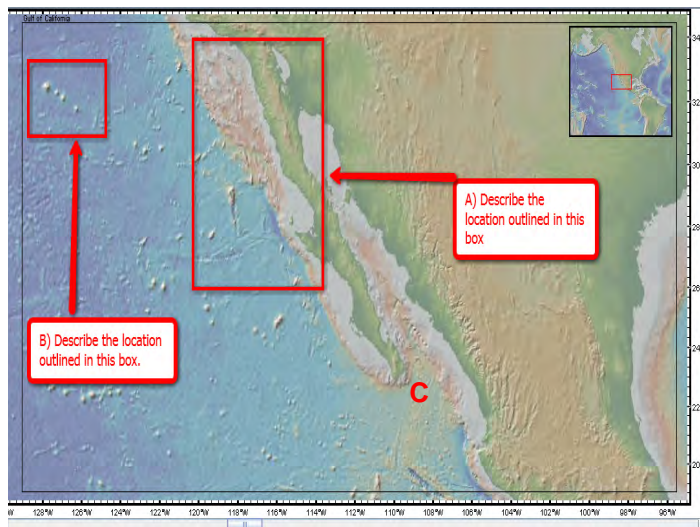 Gulf of California
A) Describe the
location outlined in this
box
B) Describe the location
outlined in this box.
C
34
32
30
28
26
24
22
20
W 128°W 126°W 124°W 122°W 120°W 118°W 116°W 114°W 112°W 110°W 108°W 106°W 104°W 102°W 100°W 98°W 96°W